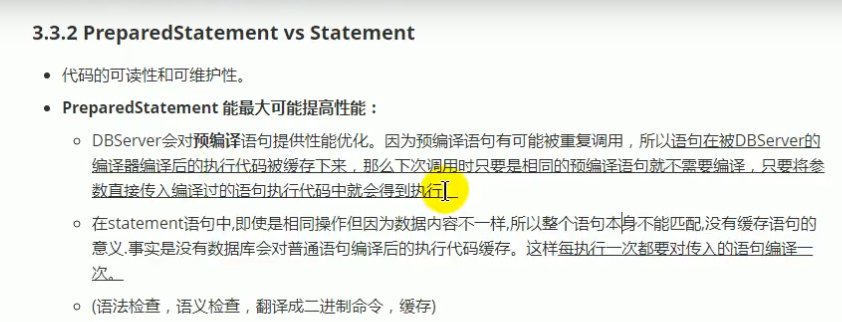 3.3.2 PreparedStatement vs Statement
代码的可读性和可维护性。
PreparedStatement 能最大可能提高性能：
DBServer会对预编译语句提供性能优化。因为预编译语句有可能被重复调用，所以语句在被DBServer的
编译器编译后的执行代码被缓存下来，那么下次调用时只要是相同的预编译语句就不需要编译，只要将参
数直接传入编译过的语句执行代码中就会得到执行。
在statement语句中,即使是相同操作但因为数据内容不一样,所以整个语句本身不能匹配,没有缓存语句的
意义.事实是没有数据库会对普通语句编译后的执行代码缓存。这样每执行一次都要对传入的语句编译一
次。
(语法检查，语义检查，翻译成二进制命令，缓存)